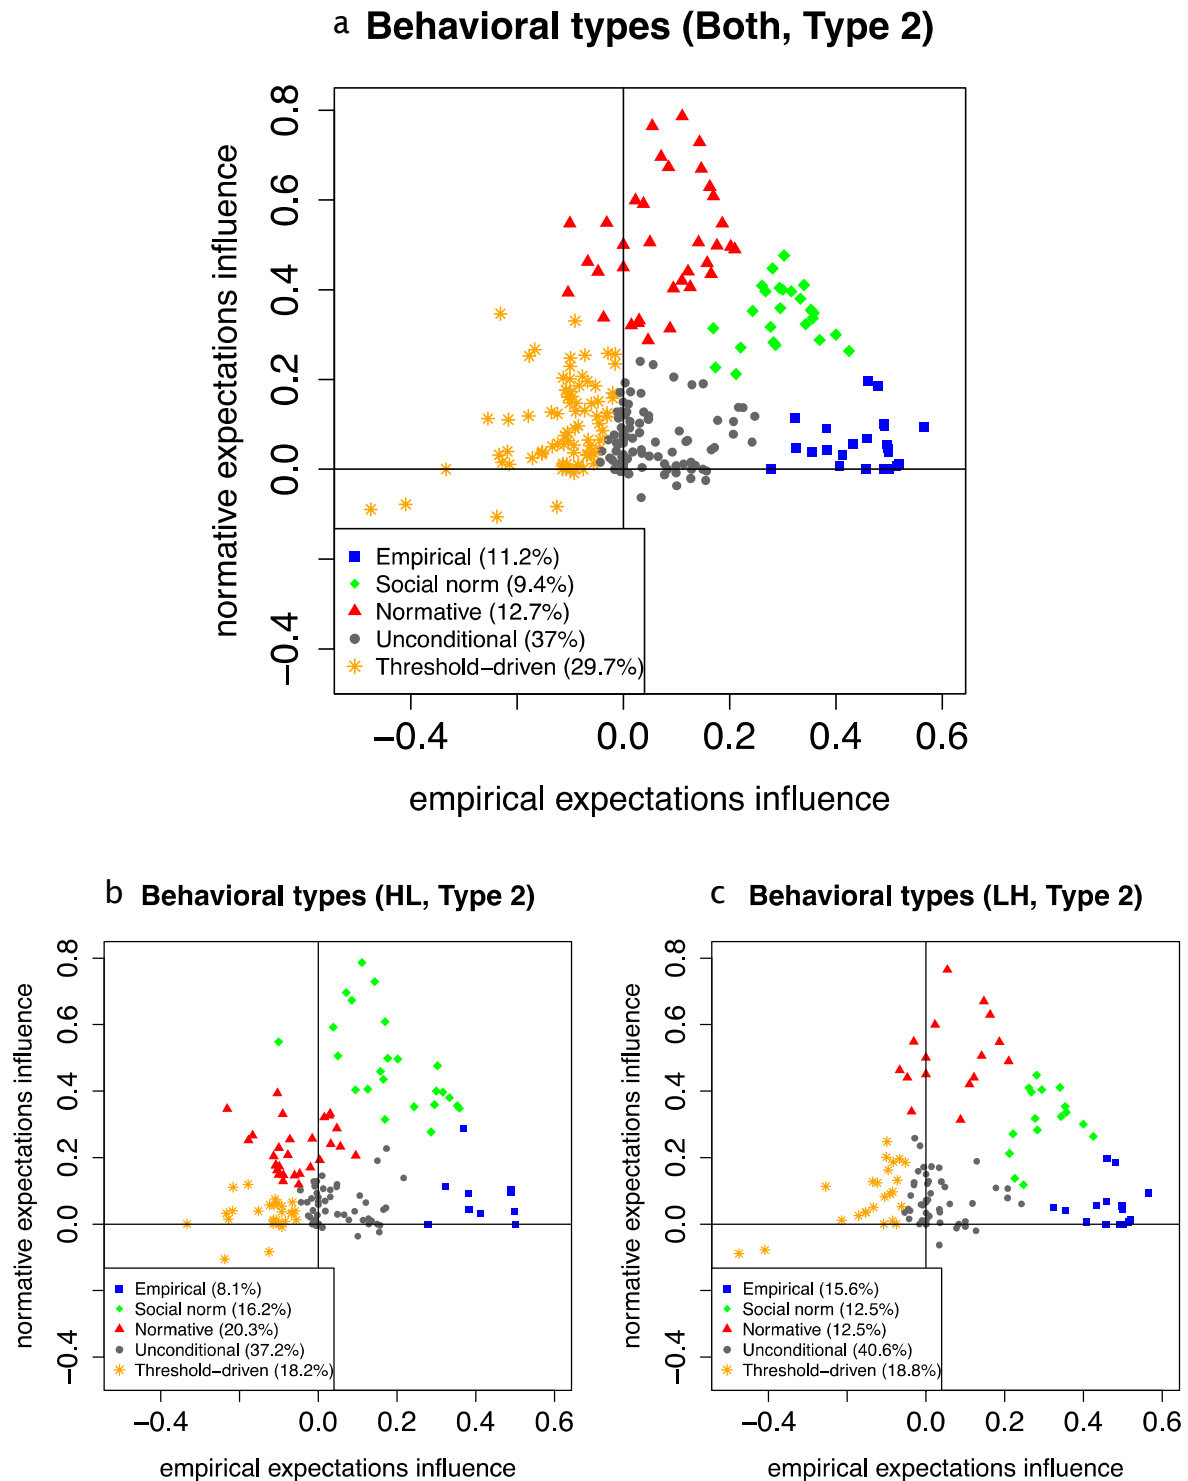 a Behavioral types (Both, Type 2)
normative expectations influence
0.8
0.6
0.4
0.2
0.0
−0.4
Empirical (11.2%)
Social norm (9.4%)
Normative (12.7%)
Unconditional (37%)
Threshold−driven (29.7%)
−0.4 0.0 0.2 0.4 0.6
empirical expectations influence
b Behavioral types (HL, Type 2)
normative expectations influence
0.8
0.6
0.4
0.2
0.0
−0.4
Empirical (8.1%)
Social norm (16.2%)
Normative (20.3%)
Unconditional (37.2%)
Threshold−driven (18.2%)
−0.4 0.0 0.2 0.4 0.6
empirical expectations influence
c Behavioral types (LH, Type 2)
normative expectations influence
0.8
0.6
0.4
0.2
0.0
−0.4
Empirical (15.6%)
Social norm (12.5%)
Normative (12.5%)
Unconditional (40.6%)
Threshold−driven (18.8%)
−0.4 0.0 0.2 0.4 0.6
empirical expectations influence